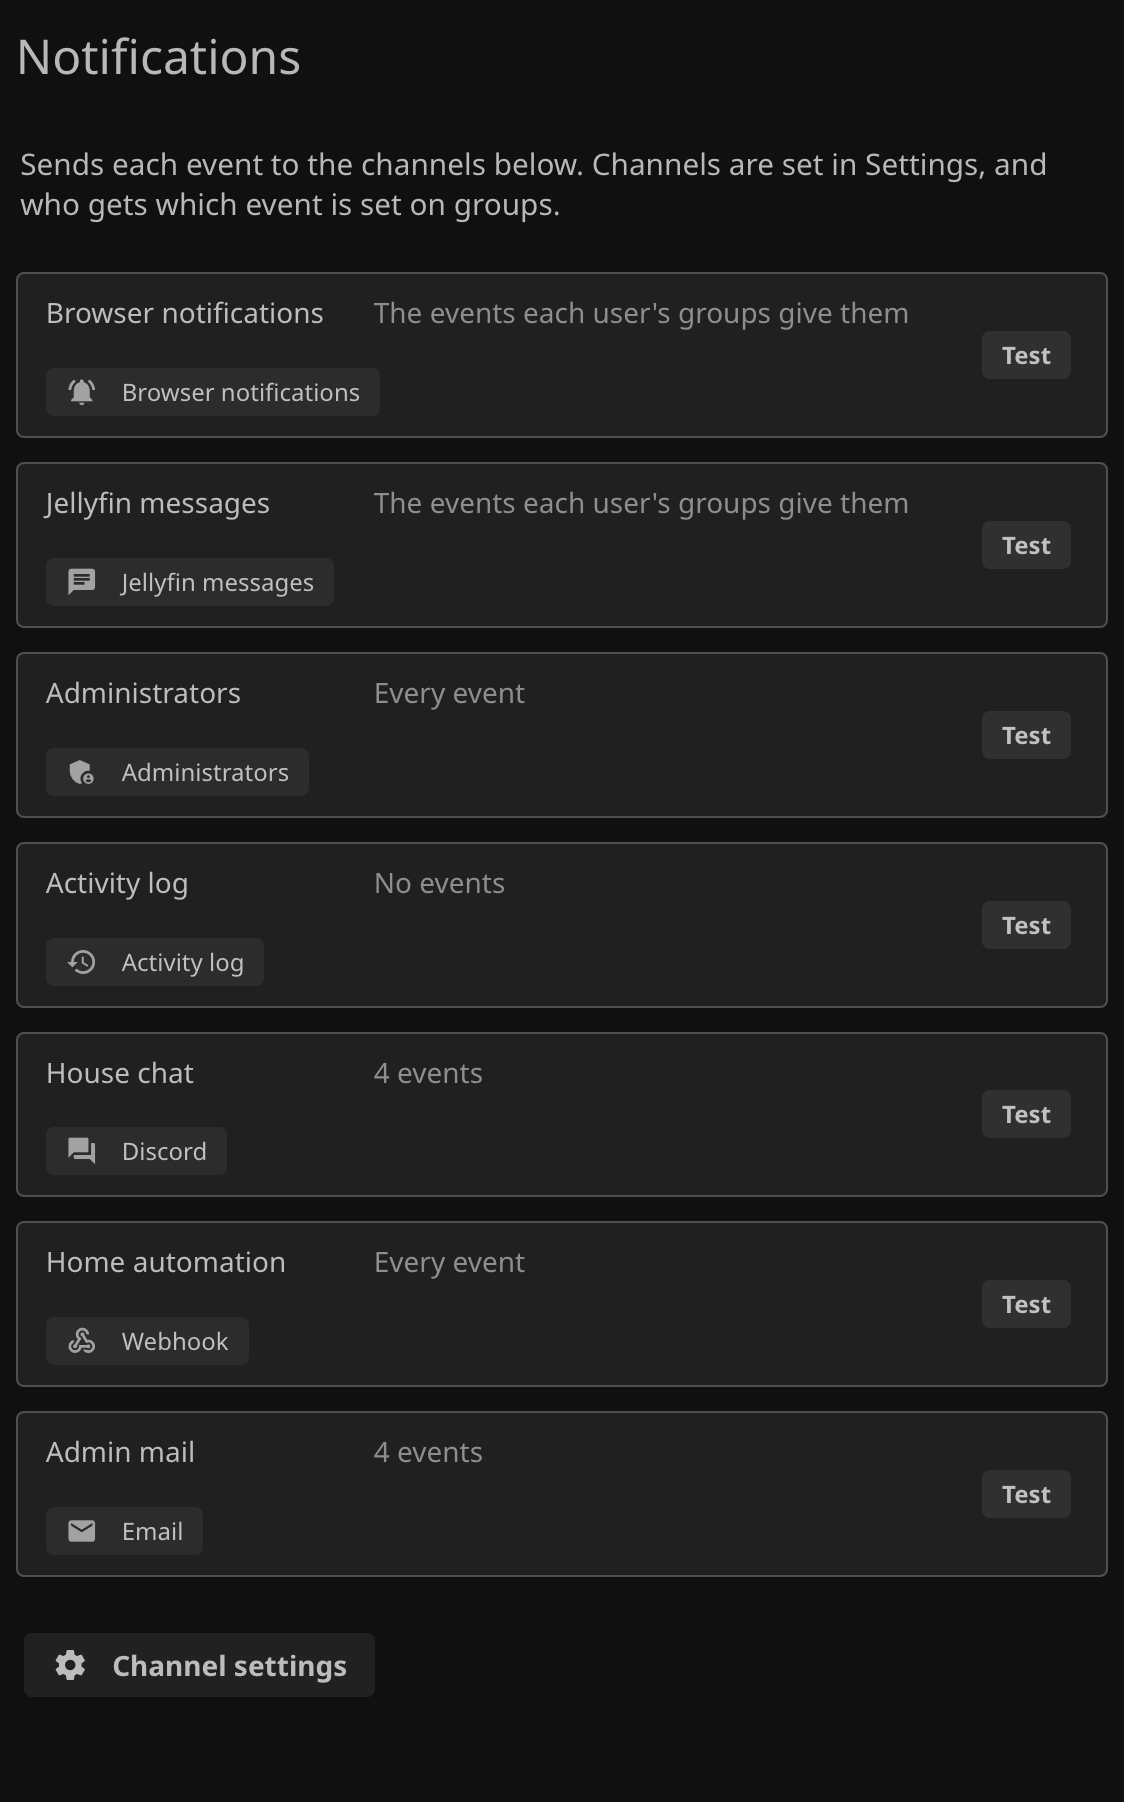 Notifications
Sends each event to the channels below. Channels are set in Settings, and
who gets which event is set on groups.
Browser notifications The events each user's groups give them
Test
Browser notifications
Jellyfin messages The events each user's groups give them
Test
Jellyfin messages
Administrators Every event
Test
Administrators
Activity log No events
Test
Activity log
House chat 4 events
Test
Discord
Home automation Every event
Test
Webhook
Admin mail 4 events
Test
Email
Channel settings